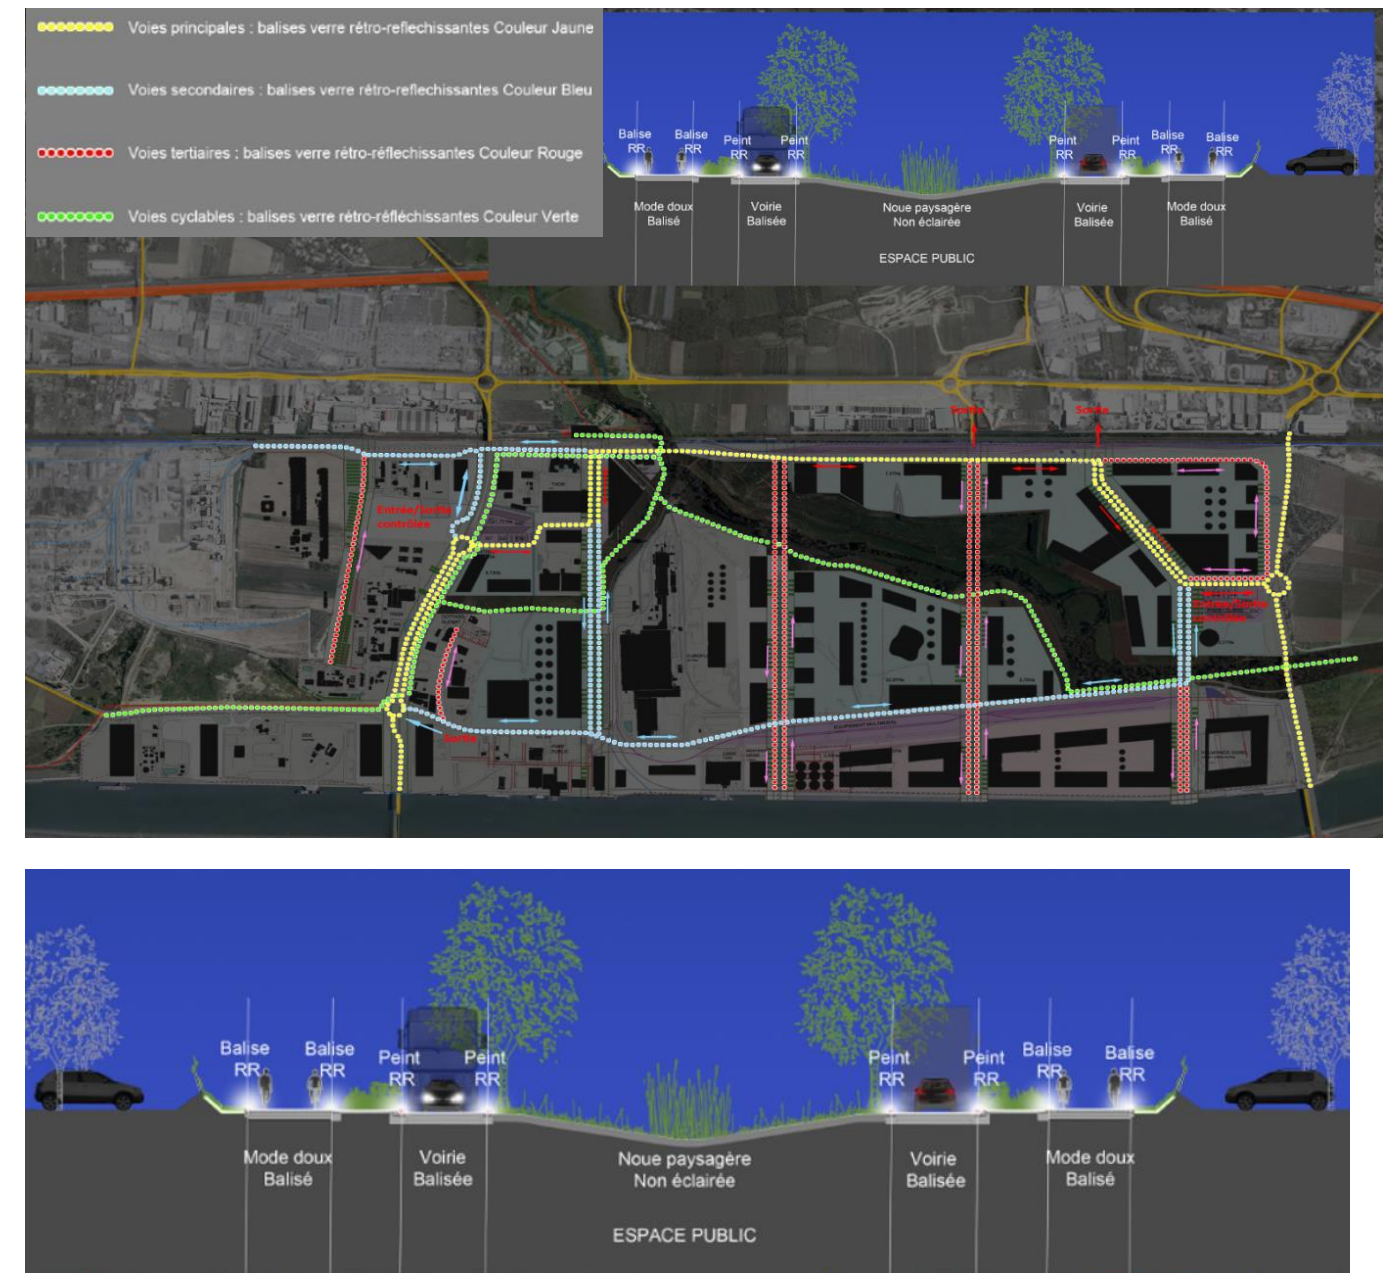 Voies principales : balises verre rétro-reflechissantes Couleur Jaune
Voies secondaires : balises verre rétro-reflechissantes Couleur Bleu
Voies tertiaires : balises verre rétro-réflechissantes Couleur Rouge
Voies cyclables : balises verre rétro-réfléchissantes Couleur Verte
Balise RR
Balise RR
Peint RR
Peint RR
Peint RR
Peint RR
Balise RR
Balise RR
Mode doux
Balisé
Voirie
Balisée
Noue paysagère
Non éclairée
Voirie
Balisée
Mode doux
Balisé
ESPACE PUBLIC
Sortie
Sortie
Entrée/Sortie
contrôlée
Entrée/Sortie
contrôlée
Sortie
Balise
RR
Balise
RR
Peint
RR
Peint
RR
Peint
RR
Peint
RR
Balise
RR
Balise
RR
Mode doux
Balisé
Voirie
Balisée
Noue paysagère
Non éclairée
Voirie
Balisée
Mode doux
Balisé
ESPACE PUBLIC